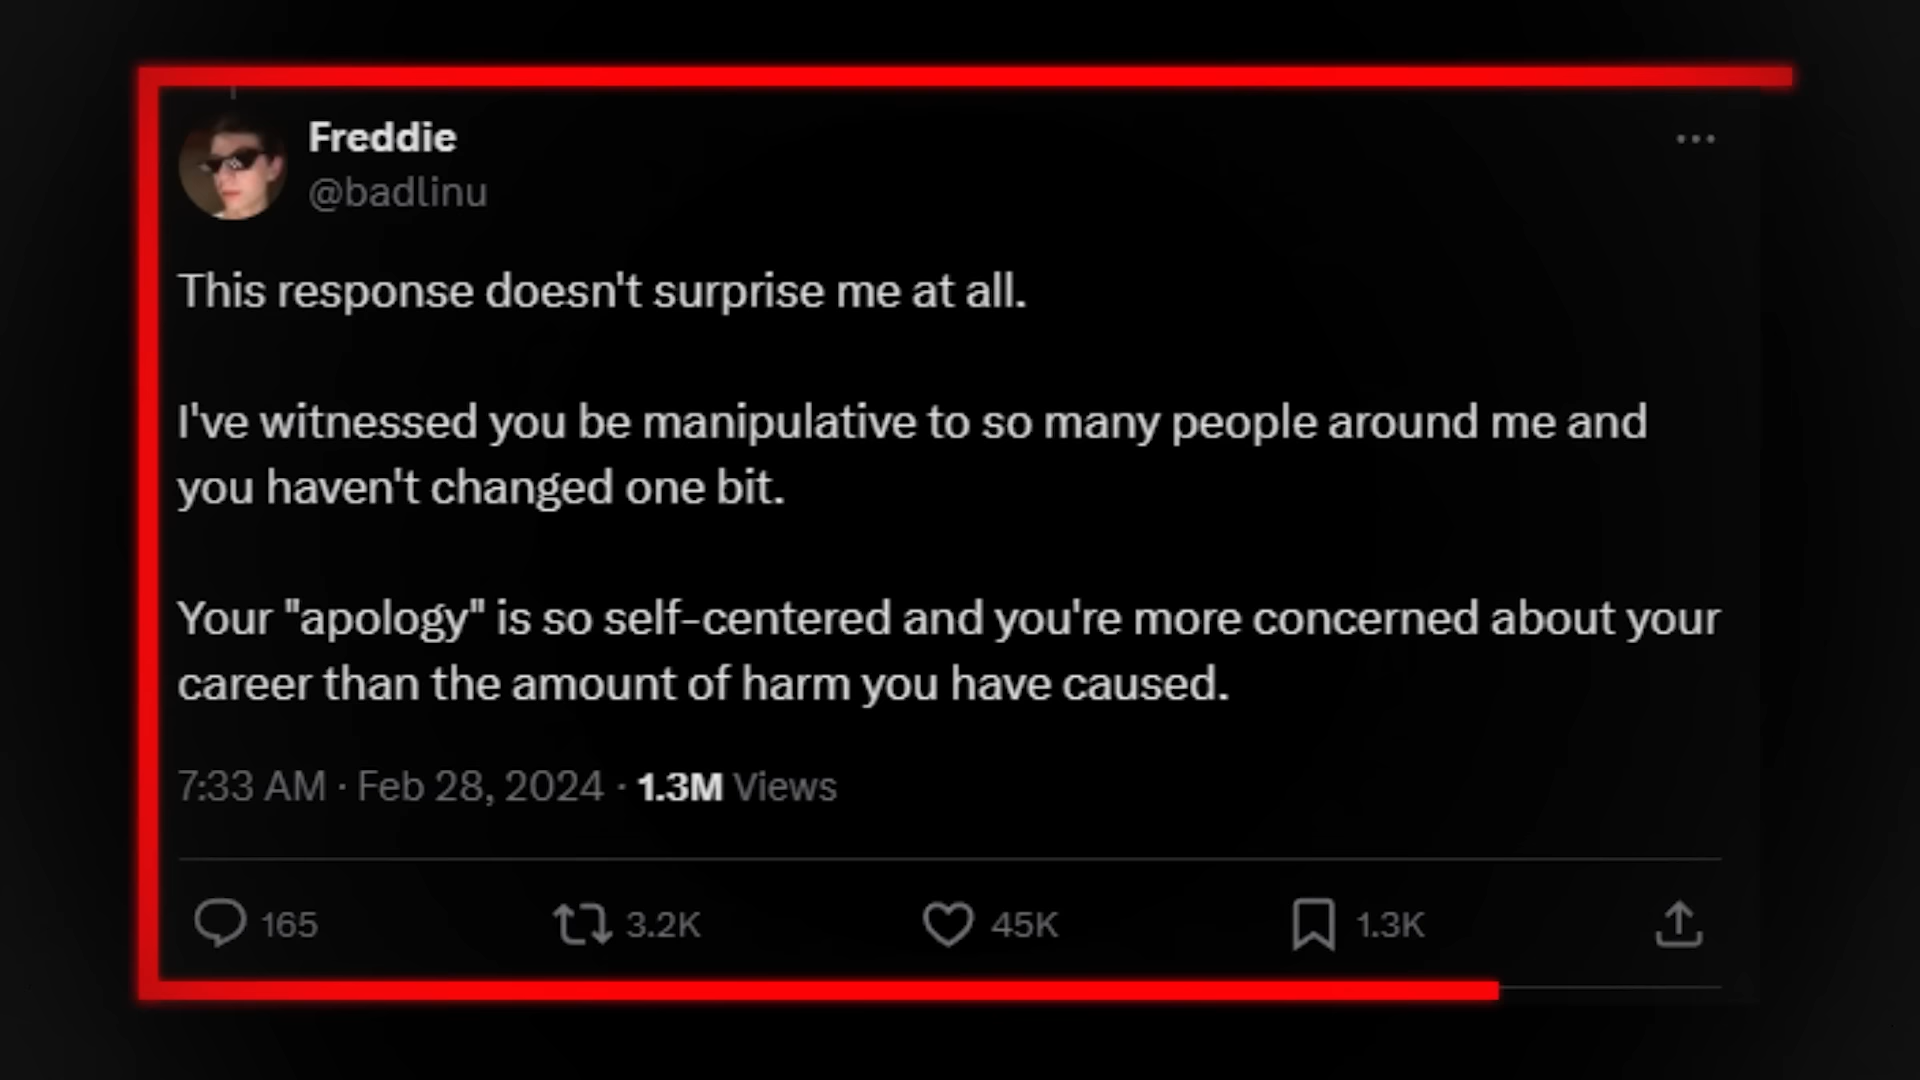 Freddie
@badlinu
This response doesn't surprise me at all.
I've witnessed you be manipulative to so many people around me and
you haven't changed one bit.
Your "apology" is so self-centered and you're more concerned about your
career than the amount of harm you have caused.
7:33 AM · Feb 28, 2024 · 1.3M Views
165 3.2K 45K 1.3K